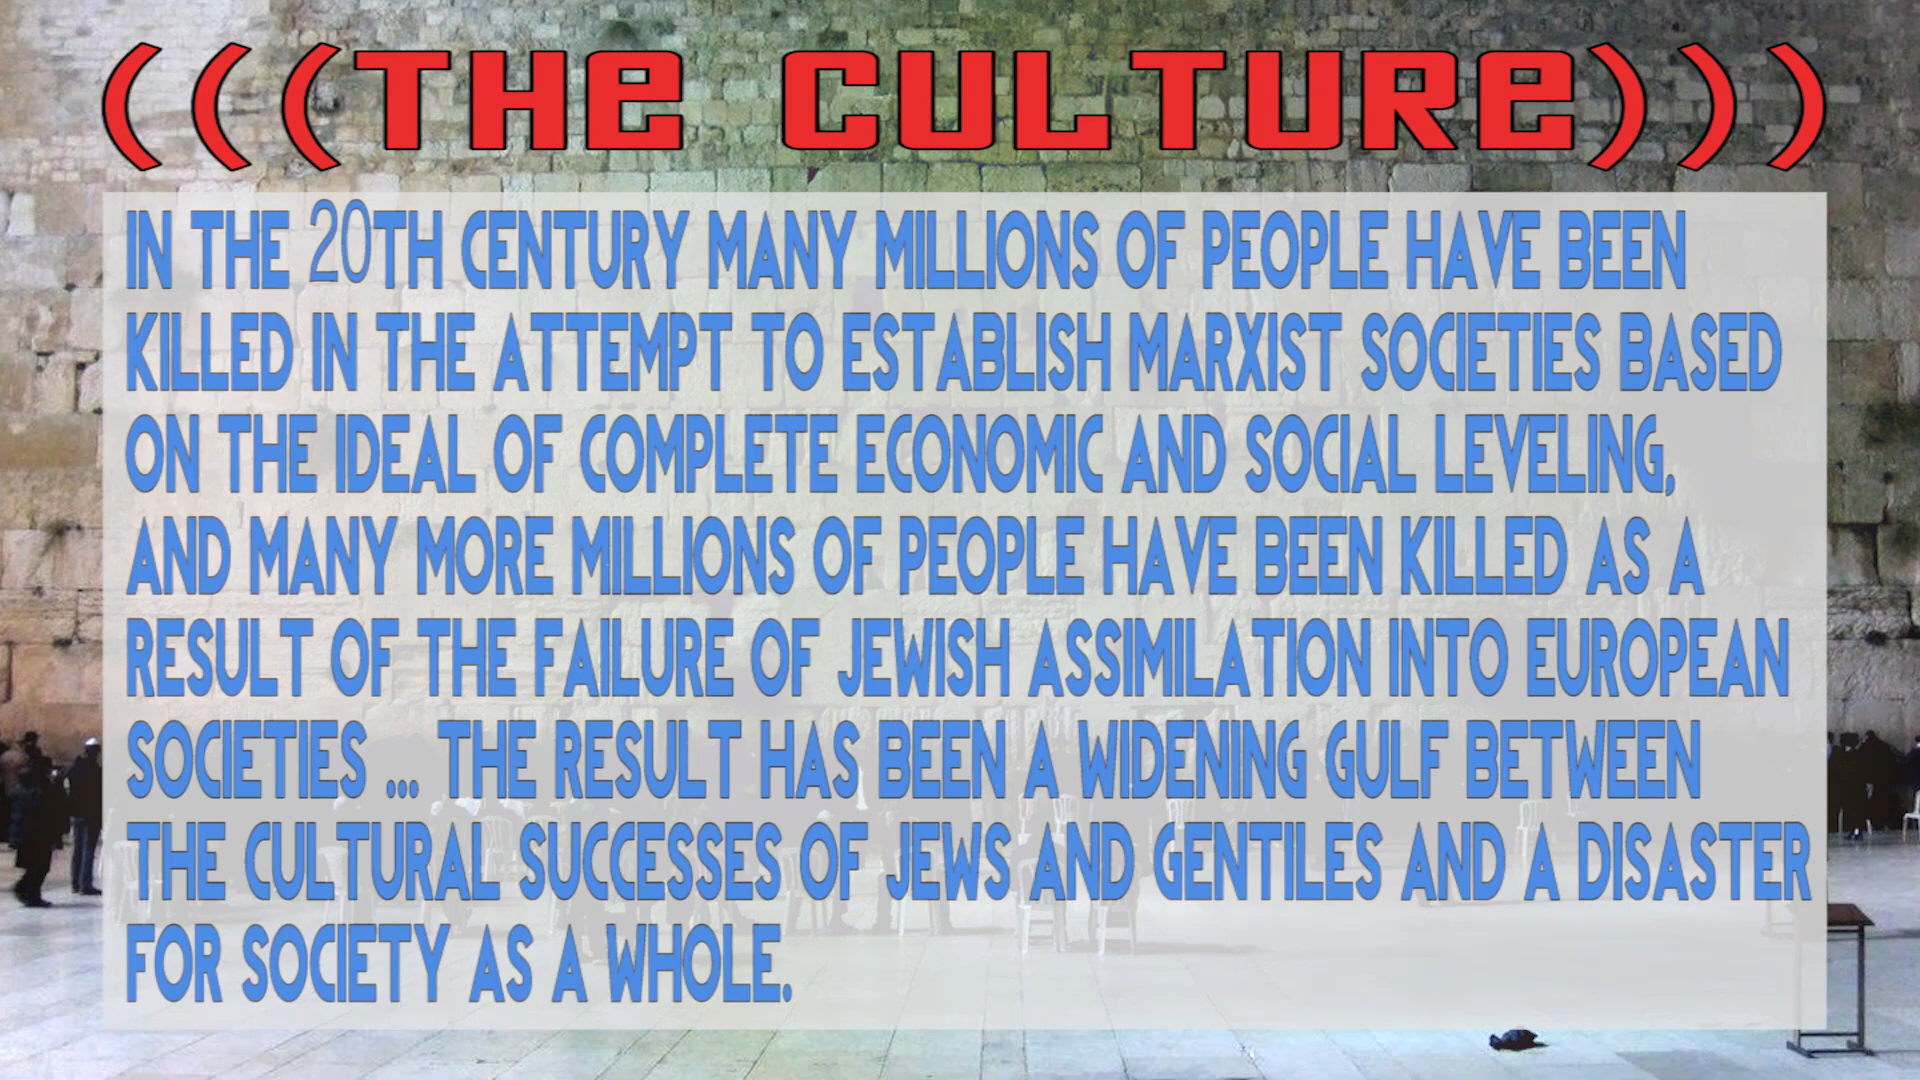 (((THE CULTURE)))
IN THE 20TH CENTURY MANY MILLIONS OF PEOPLE HAVE BEEN
KILLED IN THE ATTEMPT TO ESTABLISH MARXIST SOCIETIES BASED
ON THE IDEAL OF COMPLETE ECONOMIC AND SOCIAL LEVELING,
AND MANY MORE MILLIONS OF PEOPLE HAVE BEEN KILLED AS A
RESULT OF THE FAILURE OF JEWISH ASSIMILATION INTO EUROPEAN
SOCIETIES ... THE RESULT HAS BEEN A WIDENING GULF BETWEEN
THE CULTURAL SUCCESSES OF JEWS AND GENTILES AND A DISASTER
FOR SOCIETY AS A WHOLE.